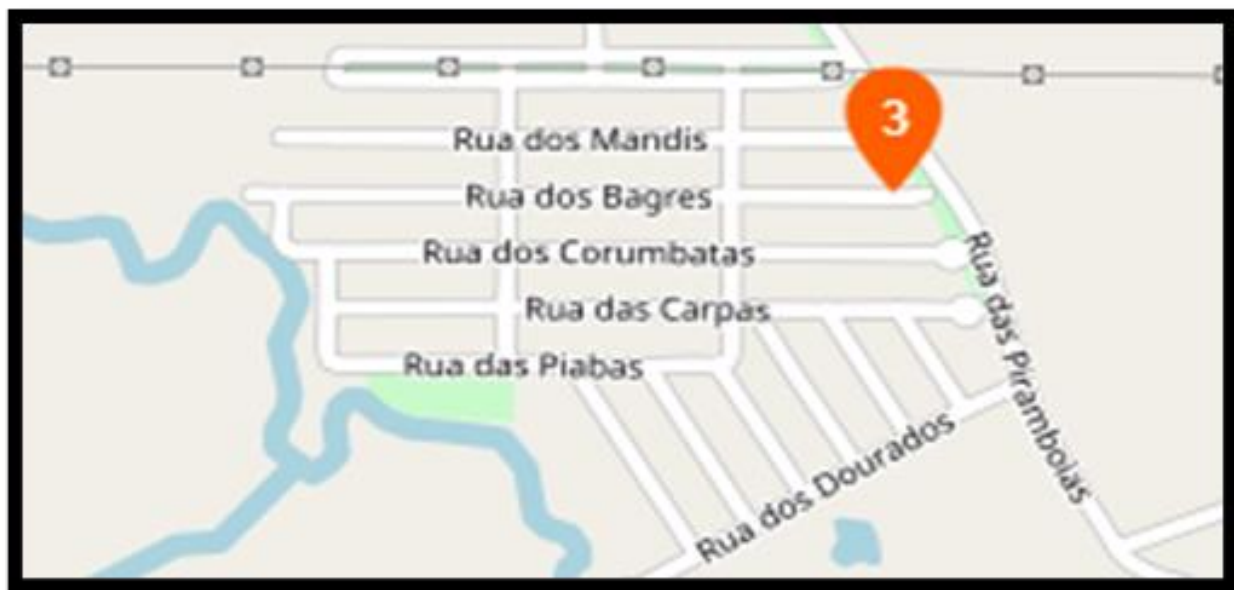 3
Rua dos Mandis
Rua dos Bagres
Rua dos Corumbatas
Rua das Carpas
Rua das Piabas
Rua das Pirambolas
Rua dos Dourados